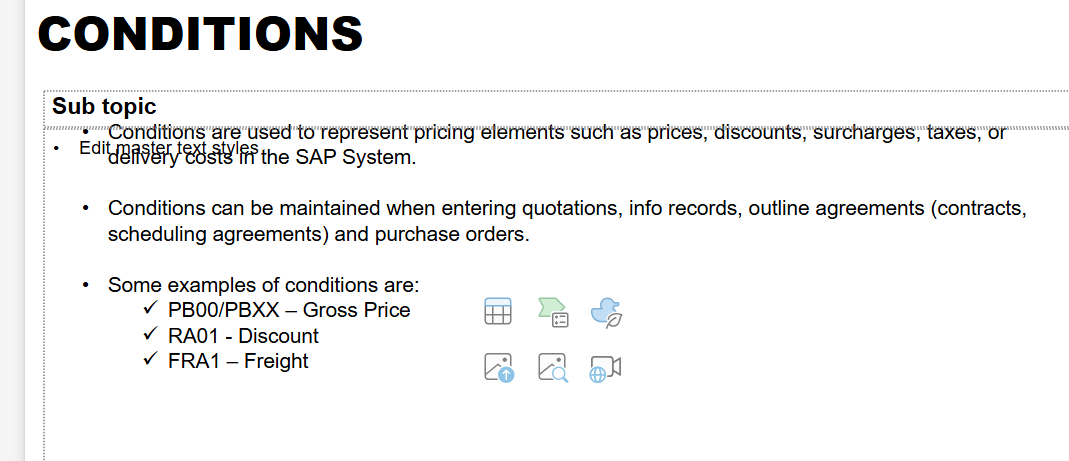 CONDITIONS
Sub topic
• Conditions are used to represent pricing elements such as prices, discounts, surcharges, taxes, or
• Edit master text styles
delivery costs in the SAP System.
• Conditions can be maintained when entering quotations, info records, outline agreements (contracts,
scheduling agreements) and purchase orders.
• Some examples of conditions are:
✓ PB00/PBXX – Gross Price
✓ RA01 - Discount
✓ FRA1 – Freight